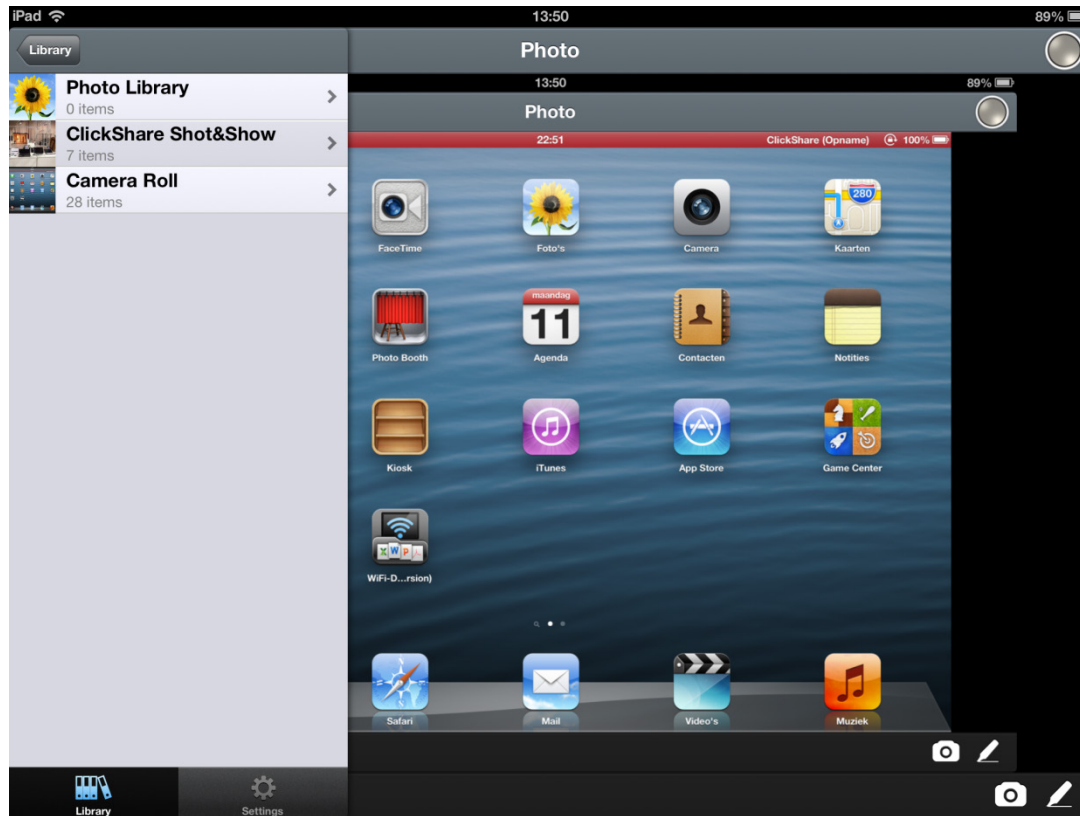 iPad 13:50 89%
Library Photo
Photo Library
0 items
ClickShare Shot&Show
7 items
Camera Roll
28 items
13:50 89%
Photo
22:51 ClickShare (Opname) 100%
280
FaceTime Foto's Camera Kaarten
maandag
11
Photo Booth Agenda Contacten Notities
Kiosk iTunes App Store Game Center
X W P
WiFi-D...rsion)
Safari Mail Video's Muziek
Library Settings